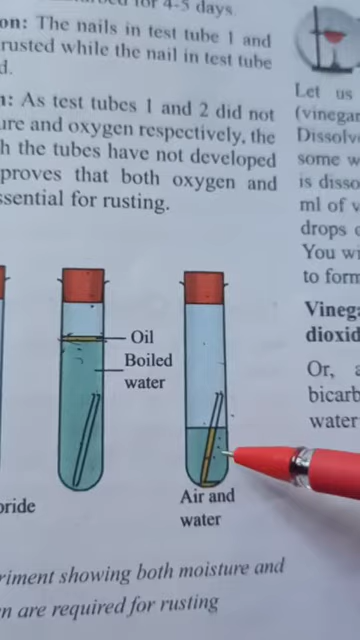 for 4-5 days.
on: The nails in test tube 1 and
rusted while the nail in test tube
d.
n: As test tubes 1 and 2 did not
ure and oxygen respectively, the
h the tubes have not developed
proves that both oxygen and
ssential for rusting.
Oil
Boiled
water
Air and
water
oride
riment showing both moisture and
n are required for rusting
Let us
(vinegar
Dissolv
some w
is disso
ml of v
drops
You wi
to form
Vineg
dioxid
Or, a
bicarb
water